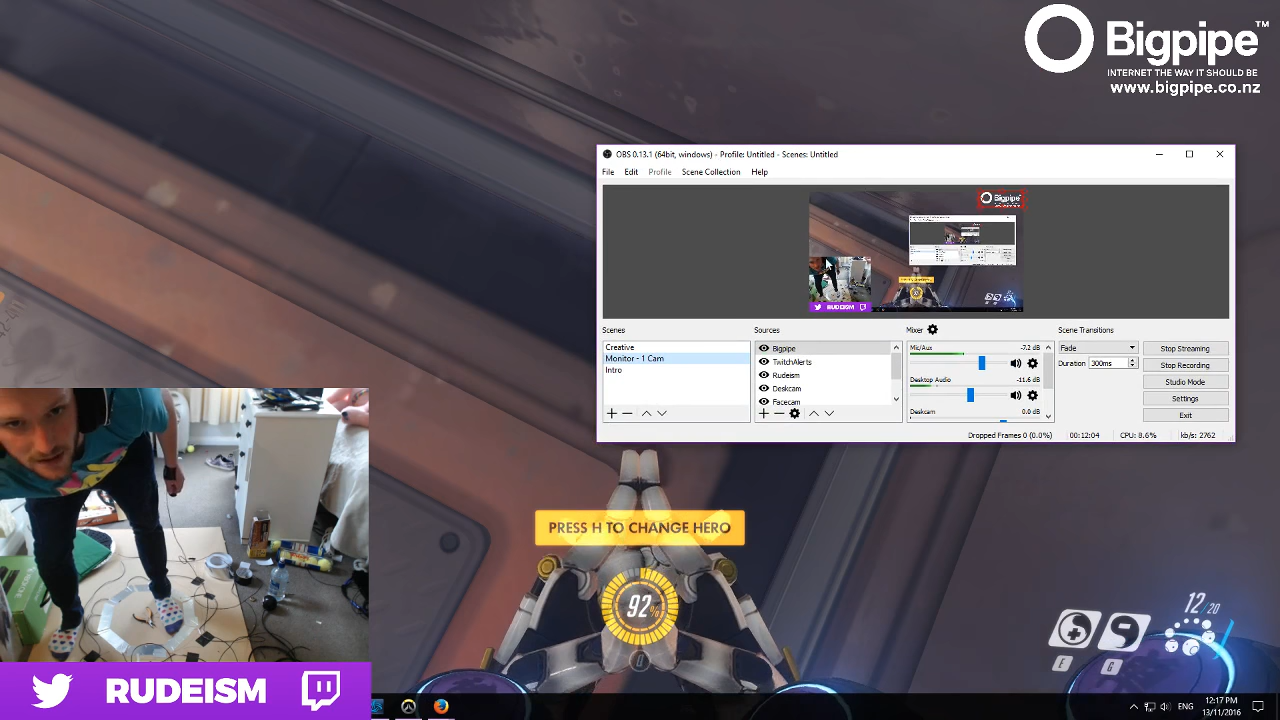 Bigpipe™
INTERNET THE WAY IT SHOULD BE
www.bigpipe.co.nz
OBS 0.13.1 (64bit, windows) - Profile: Untitled - Scenes: Untitled
File Edit Profile Scene Collection Help
Bigpipe
RUDEISM
Scenes Sources Mixer Scene Transitions
Creative
Monitor - 1 Cam
Intro
Bigpipe
TwitchAlerts
Rudeism
Deskcam
Facecam
Mic/Aux -7.2 dB
Desktop Audio -11.6 dB
Deskcam 0.0 dB
Fade
Duration 300ms
Stop Streaming
Stop Recording
Studio Mode
Settings
Exit
Dropped Frames 0 (0.0%) 00:12:04 CPU: 8.6% kb/s: 2762
PRESS H TO CHANGE HERO
92%
12/20
E
RUDEISM
ENG
12:17 PM
13/11/2016